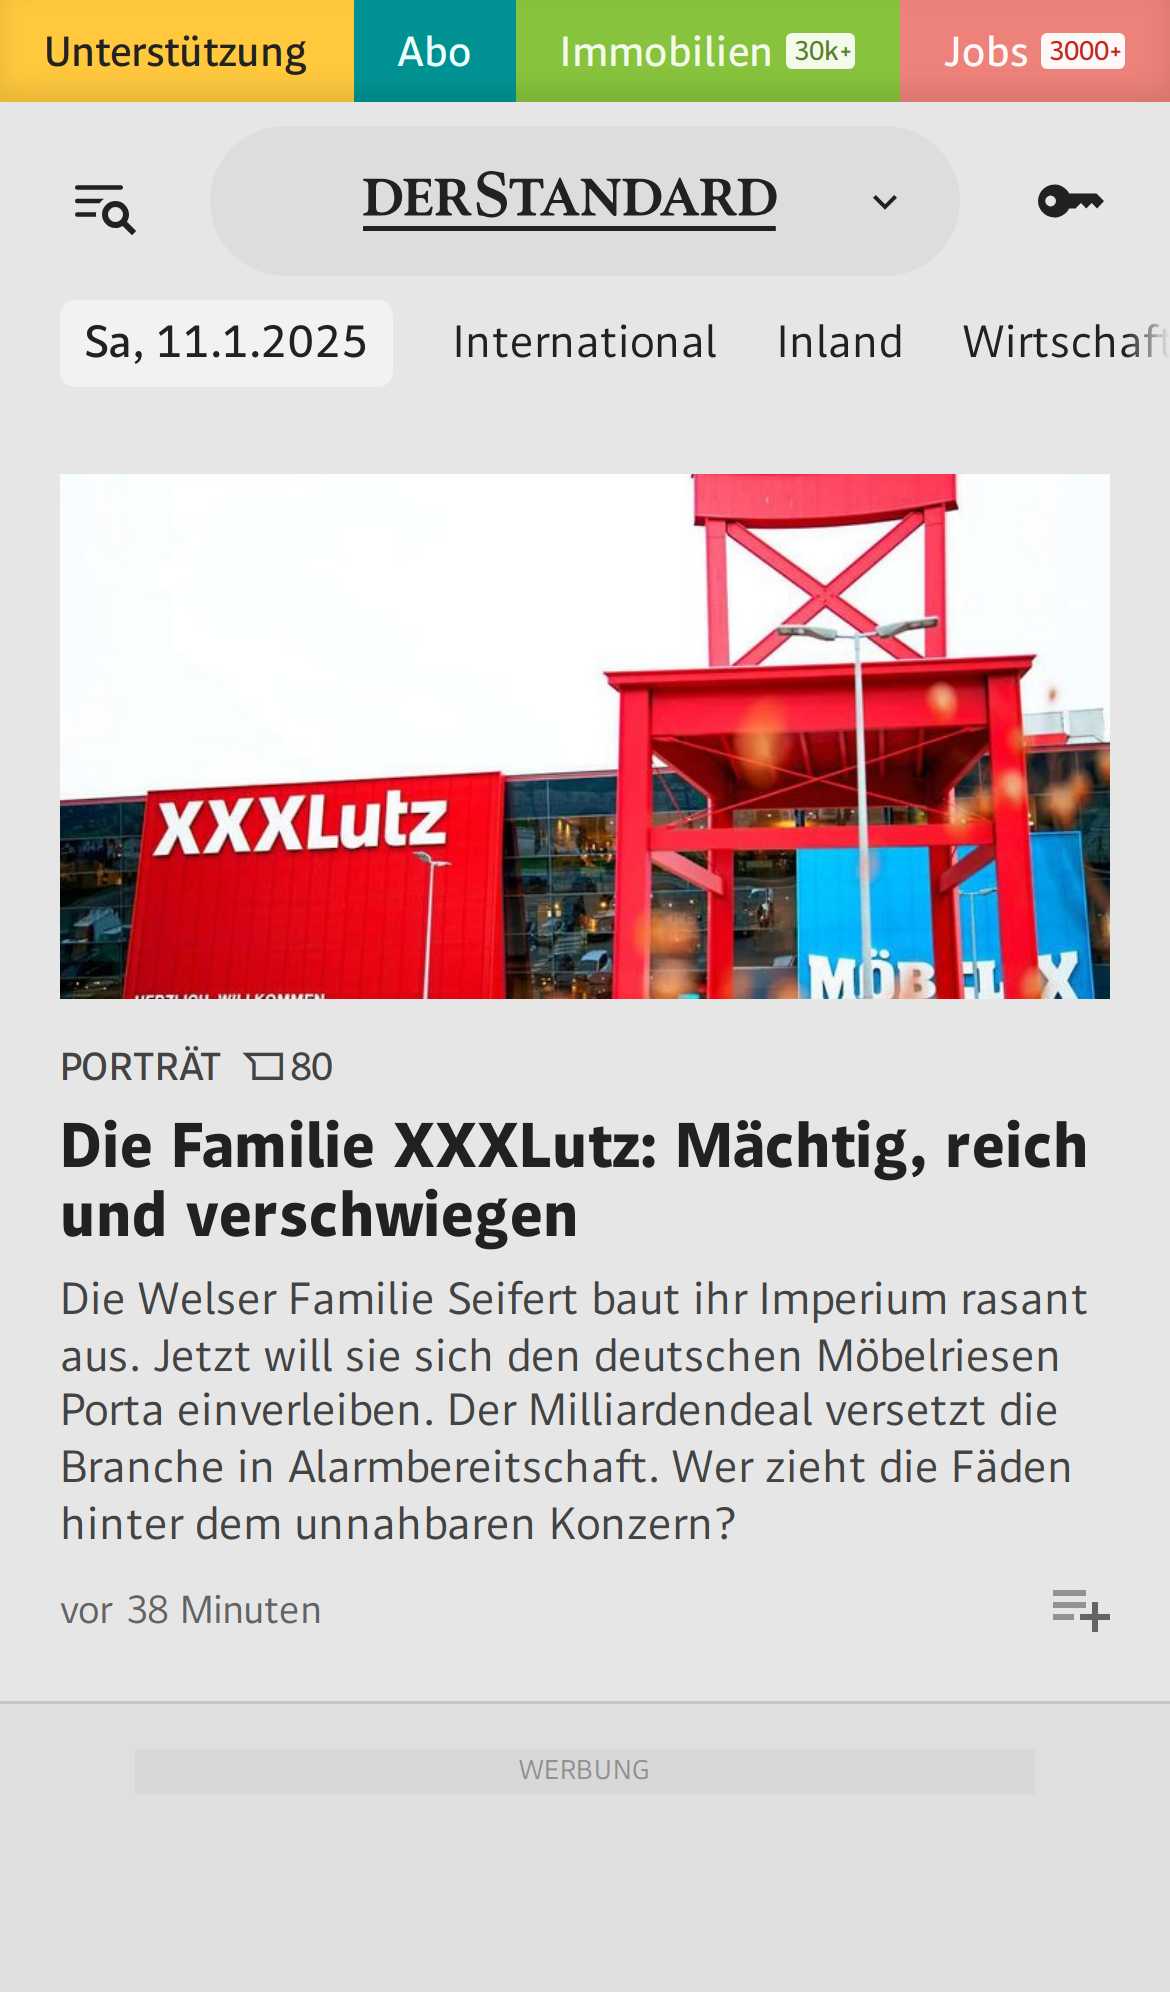 Unterstützung
Abo
Immobilien 30k+
Jobs 3000+
DERSTANDARD
Sa, 11.1.2025
International
Inland
Wirtschaft
XXXLutz
HERZLICH WILLKOMMEN
PORTRÄT 80
Die Familie XXXLutz: Mächtig, reich
und verschwiegen
Die Welser Familie Seifert baut ihr Imperium rasant
aus. Jetzt will sie sich den deutschen Möbelriesen
Porta einverleiben. Der Milliardendeal versetzt die
Branche in Alarmbereitschaft. Wer zieht die Fäden
hinter dem unnahbaren Konzern?
vor 38 Minuten
WERBUNG